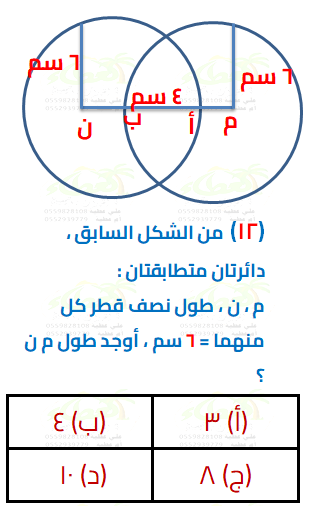 ٦ سم
٦ سم
٤ سم
ن
ب
أ
م
(١٢) من الشكل السابق ،
دائرتان متطابقتان :
م ، ن ، طول نصف قطر كل
منهما = ٦ سم ، أوجد طول م ن
؟
(أ) ٣
(ب) ٤
(ج) ٨
(د) ١٠